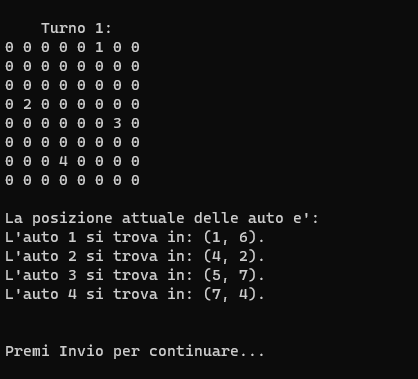 Turno 1:
0 0 0 0 0 1 0 0
0 0 0 0 0 0 0 0
0 0 0 0 0 0 0 0
0 2 0 0 0 0 0 0
0 0 0 0 0 0 3 0
0 0 0 0 0 0 0 0
0 0 0 4 0 0 0 0
0 0 0 0 0 0 0 0
La posizione attuale delle auto e':
L'auto 1 si trova in: (1, 6).
L'auto 2 si trova in: (4, 2).
L'auto 3 si trova in: (5, 7).
L'auto 4 si trova in: (7, 4).
Premi Invio per continuare...